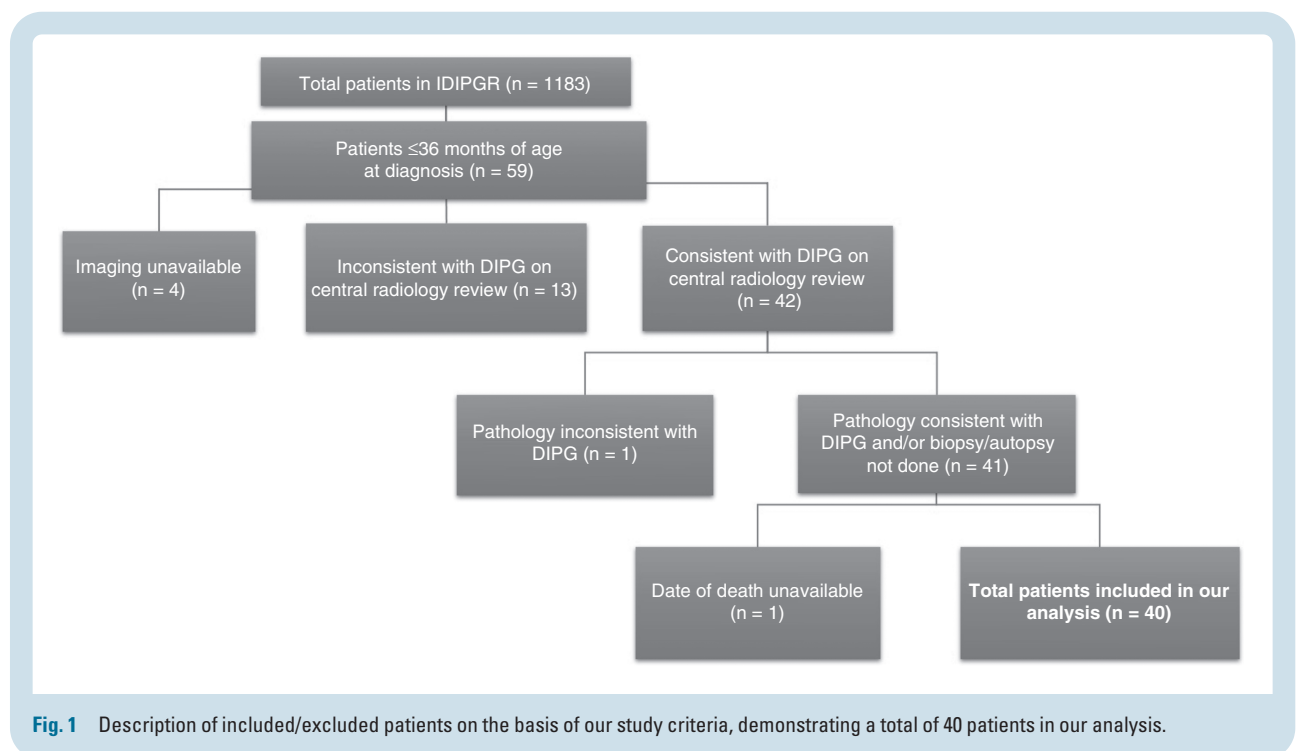 Total patients in IDIPGR (n = 1183)
Patients ≤36 months of age
at diagnosis (n = 59)
Imaging unavailable
(n = 4)
Inconsistent with DIPG on
central radiology review (n = 13)
Consistent with DIPG on
central radiology review
(n = 42)
Pathology inconsistent with
DIPG (n = 1)
Pathology consistent with
DIPG and/or biopsy/autopsy
not done (n = 41)
Date of death unavailable
(n = 1)
Total patients included in our
analysis (n = 40)
Fig. 1 Description of included/excluded patients on the basis of our study criteria, demonstrating a total of 40 patients in our analysis.